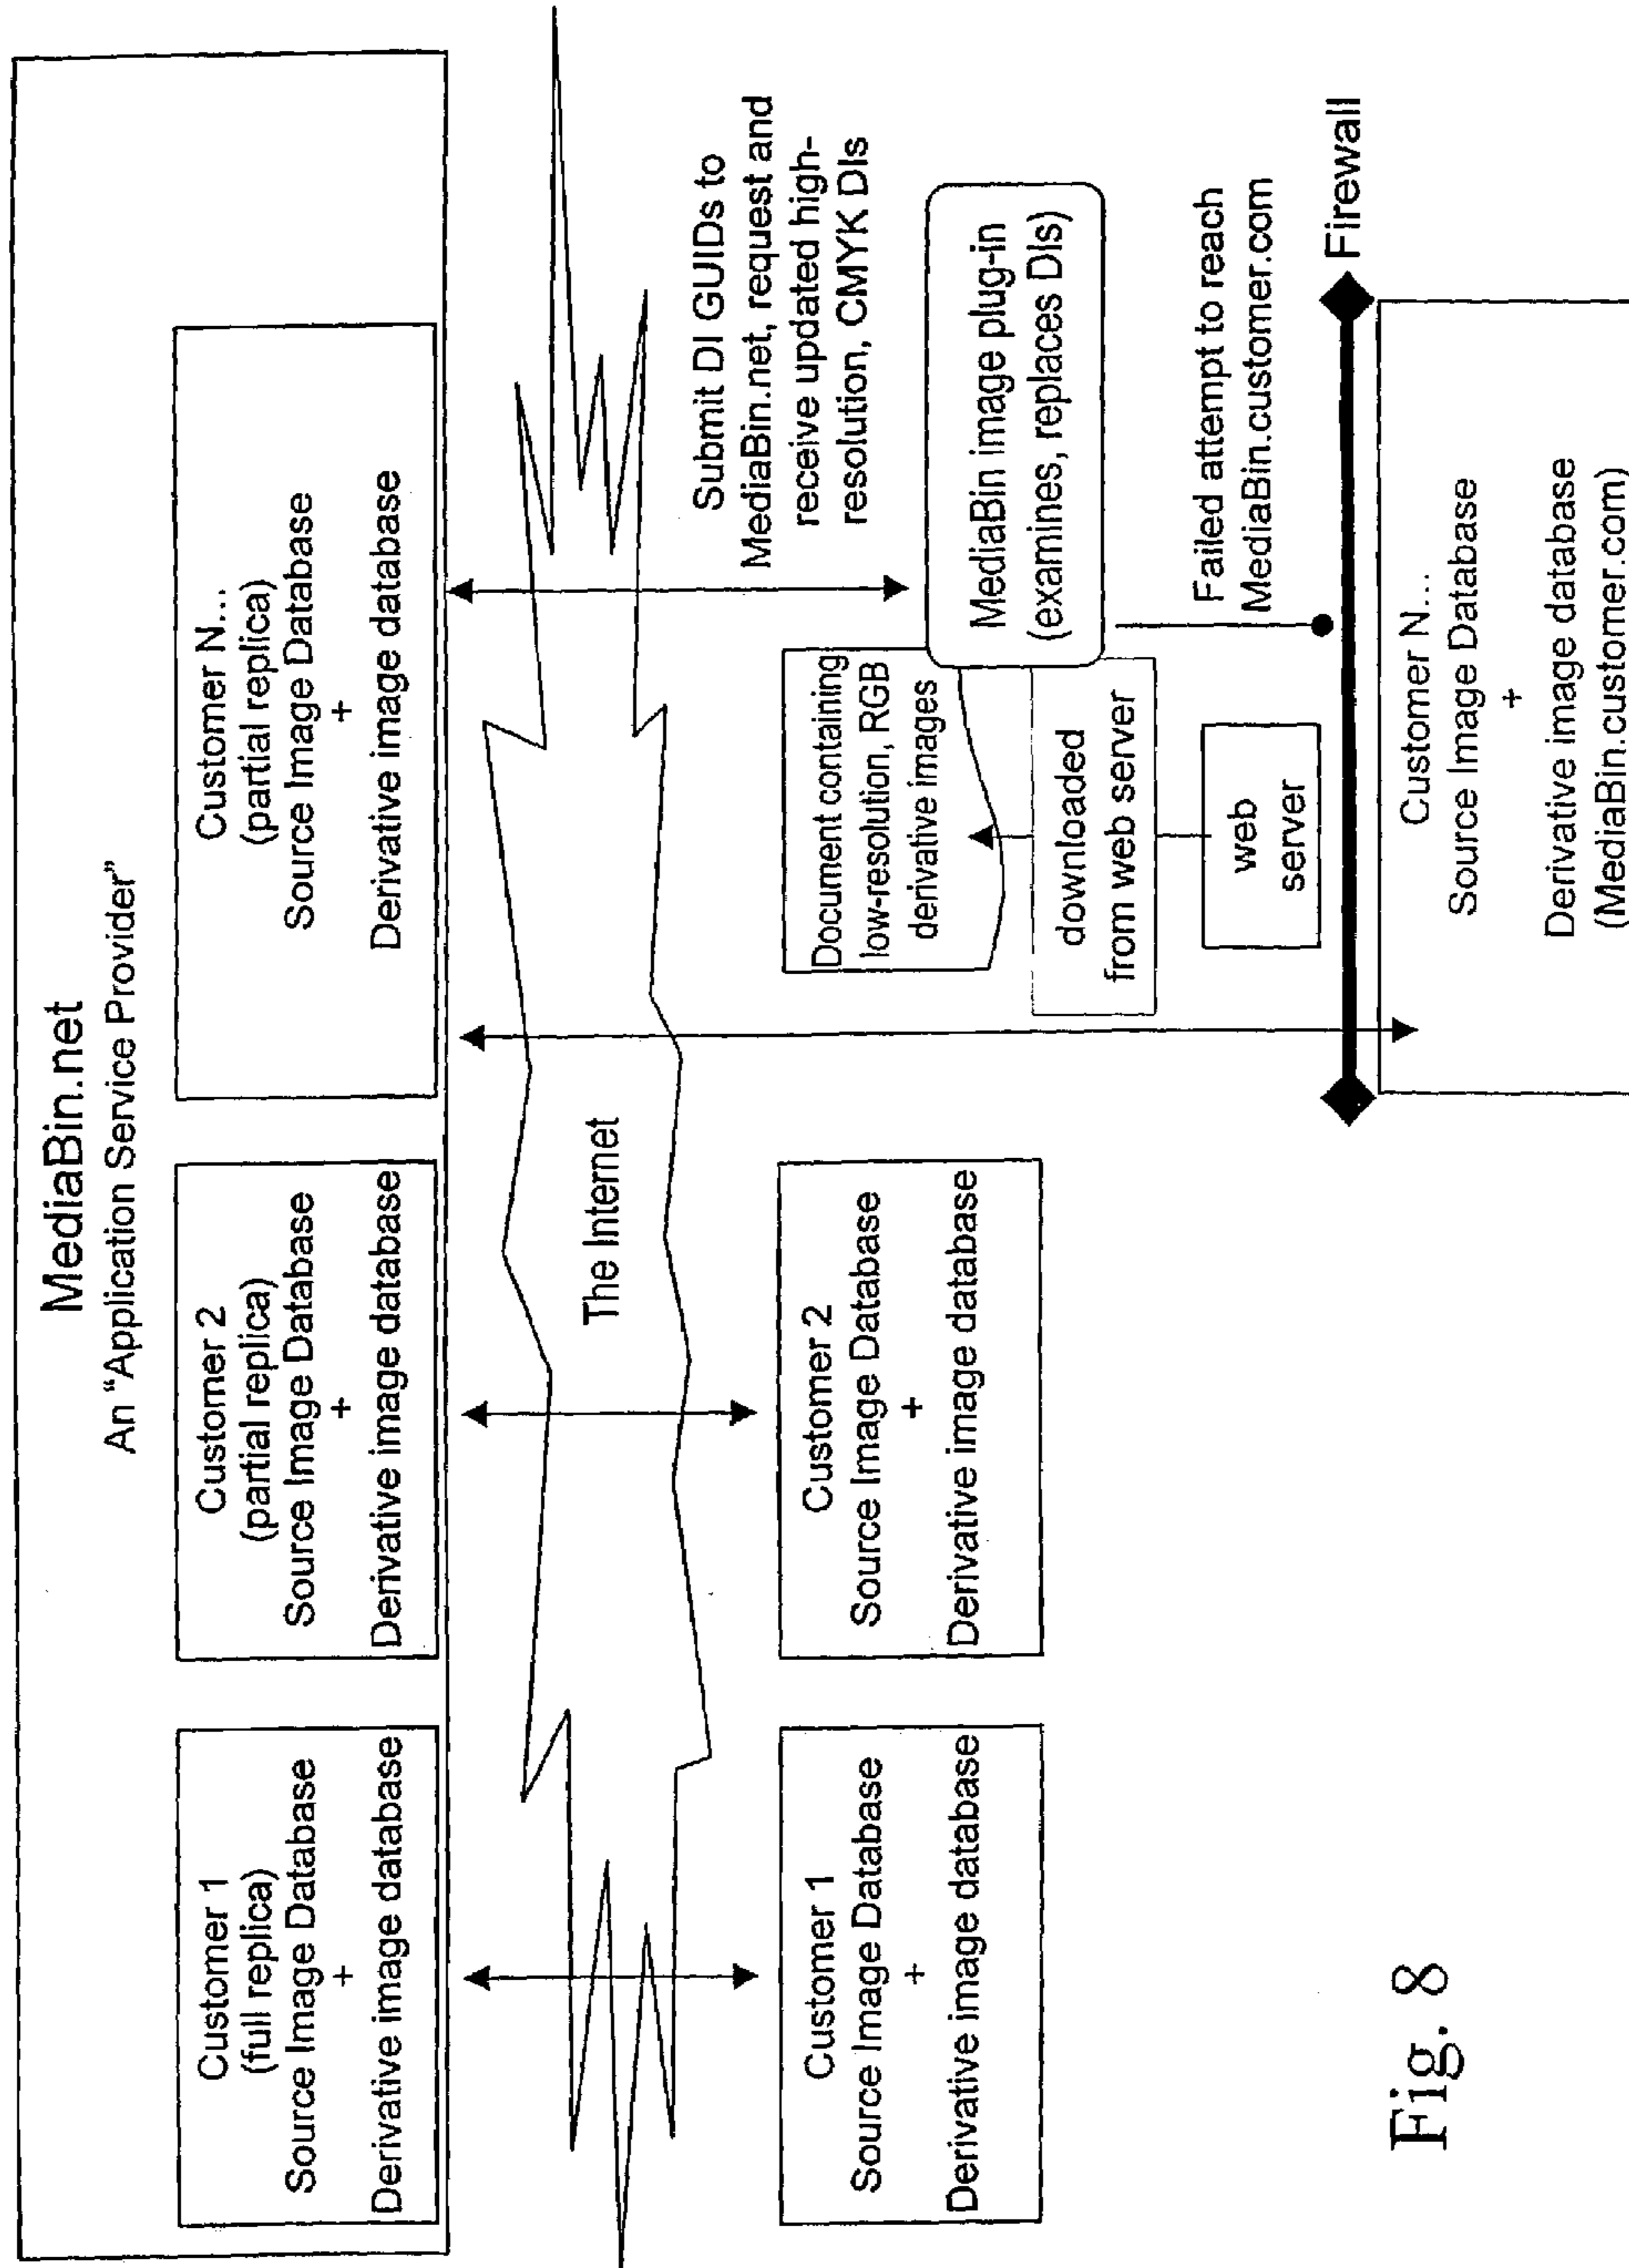 MediaBin.net
An “Application Service Provider”
Customer 1
(full replica)
Source Image Database
+
Derivative image database
Customer 2
(partial replica)
Source Image Database
+
Derivative image database
Customer N...
(partial replica)
Source Image Database
+
Derivative image database
The Internet
Customer 1
Source Image Database
+
Derivative image database
Customer 2
Source Image Database
+
Derivative image database
Submit DI GUIDs to
MediaBin.net, request and
receive updated high-
resolution, CMYK DIs
Document containing
low-resolution, RGB
derivative images
MediaBin image plug-in
(examines, replaces DIs)
downloaded
from web server
web
server
Failed attempt to reach
MediaBin.customer.com
Firewall
Customer N...
Source Image Database
+
Derivative image database
(MediaBin.customer.com)
Fig. 8